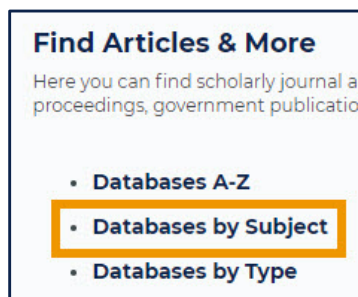 Find Articles & More
Here you can find scholarly journal
proceedings, government
• Databases A-Z
• Databases by Subject
• Databases by Type